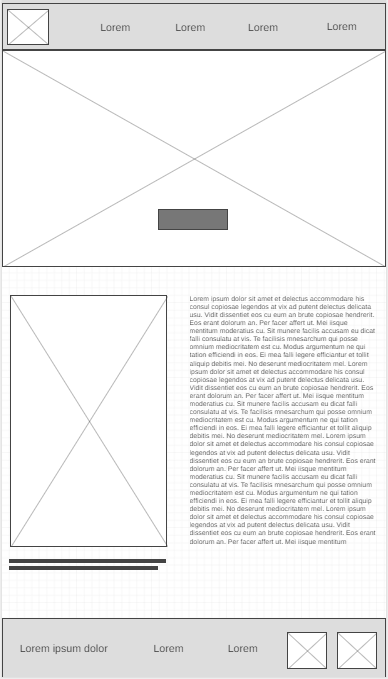 Lorem Lorem Lorem Lorem
Lorem ipsum dolor sit amet et delectus accommodare his
consul copiosae legendos at vix ad putent delectus delicata
usu. Vidit dissentiet eos cu eum an brute copiosae hendrerit.
Eos erant dolorum an. Per facer affert ut. Mei iisque
mentitum moderatius cu. Sit munere facilis accusam eu dicat
falli consulatu at vis. Te facilisis mnesarchum qui posse
omnium mediocritatem est cu. Modus argumentum ne qui
tation efficiendi in eos. Ei mea falli legere efficiantur et tollit
aliquip debitis mei. No deserunt mediocritatem mel. Lorem
ipsum dolor sit amet et delectus accommodare his consul
copiosae legendos at vix ad putent delectus delicata usu.
Vidit dissentiet eos cu eum an brute copiosae hendrerit. Eos
erant dolorum an. Per facer affert ut. Mei iisque mentitum
moderatius cu. Sit munere facilis accusam eu dicat falli
consulatu at vis. Te facilisis mnesarchum qui posse omnium
mediocritatem est cu. Modus argumentum ne qui tation
efficiendi in eos. Ei mea falli legere efficiantur et tollit aliquip
debitis mei. No deserunt mediocritatem mel. Lorem ipsum
dolor sit amet et delectus accommodare his consul copiosae
legendos at vix ad putent delectus delicata usu. Vidit
dissentiet eos cu eum an brute copiosae hendrerit. Eos erant
dolorum an. Per facer affert ut. Mei iisque mentitum
moderatius cu. Sit munere facilis accusam eu dicat falli
consulatu at vis. Te facilisis mnesarchum qui posse omnium
mediocritatem est cu. Modus argumentum ne qui tation
efficiendi in eos. Ei mea falli legere efficiantur et tollit aliquip
debitis mei. No deserunt mediocritatem mel. Lorem ipsum
dolor sit amet et delectus accommodare his consul copiosae
legendos at vix ad putent delectus delicata usu. Vidit
dissentiet eos cu eum an brute copiosae hendrerit. Eos erant
dolorum an. Per facer affert ut. Mei iisque mentitum
Lorem ipsum dolor Lorem Lorem